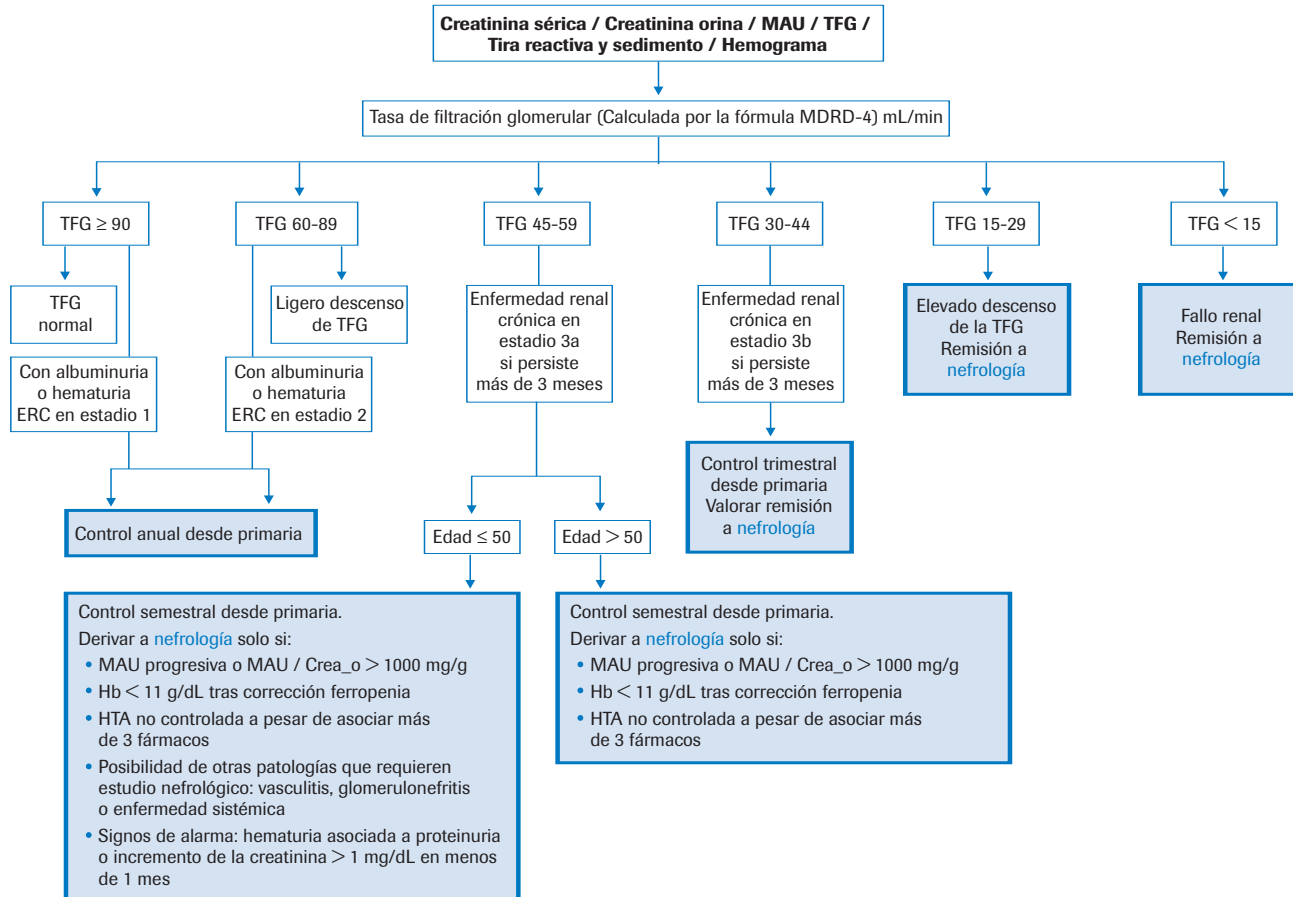 Creatinina sérica / Creatinina orina / MAU / TFG /
Tira reactiva y sedimento / Hemograma
Tasa de filtración glomerular (Calculada por la fórmula MDRD-4) mL/min
TFG ≥ 90
TFG 60-89
TFG 45-59
TFG 30-44
TFG 15-29
TFG < 15
TFG
normal
Ligero descenso
de TFG
Con albuminuria
o hematuria
ERC en estadio 1
Con albuminuria
o hematuria
ERC en estadio 2
Control anual desde primaria
Enfermedad renal
crónica en
estadio 3a
si persiste
más de 3 meses
Enfermedad renal
crónica en
estadio 3b
si persiste
más de 3 meses
Elevado descenso
de la TFG
Remisión a
nefrología
Fallo renal
Remisión a
nefrología
Control trimestral
desde primaria
Valorar remisión
a nefrología
Edad ≤ 50
Edad > 50
Control semestral desde primaria.
Derivar a nefrología solo si:
• MAU progresiva o MAU / Crea_o > 1000 mg/g
• Hb < 11 g/dL tras corrección ferropenia
• HTA no controlada a pesar de asociar más
de 3 fármacos
• Posibilidad de otras patologías que requieren
estudio nefrológico: vasculitis, glomerulonefritis
o enfermedad sistémica
• Signos de alarma: hematuria asociada a proteinuria
o incremento de la creatinina > 1 mg/dL en menos
de 1 mes
Control semestral desde primaria.
Derivar a nefrología solo si:
• MAU progresiva o MAU / Crea_o > 1000 mg/g
• Hb < 11 g/dL tras corrección ferropenia
• HTA no controlada a pesar de asociar más
de 3 fármacos